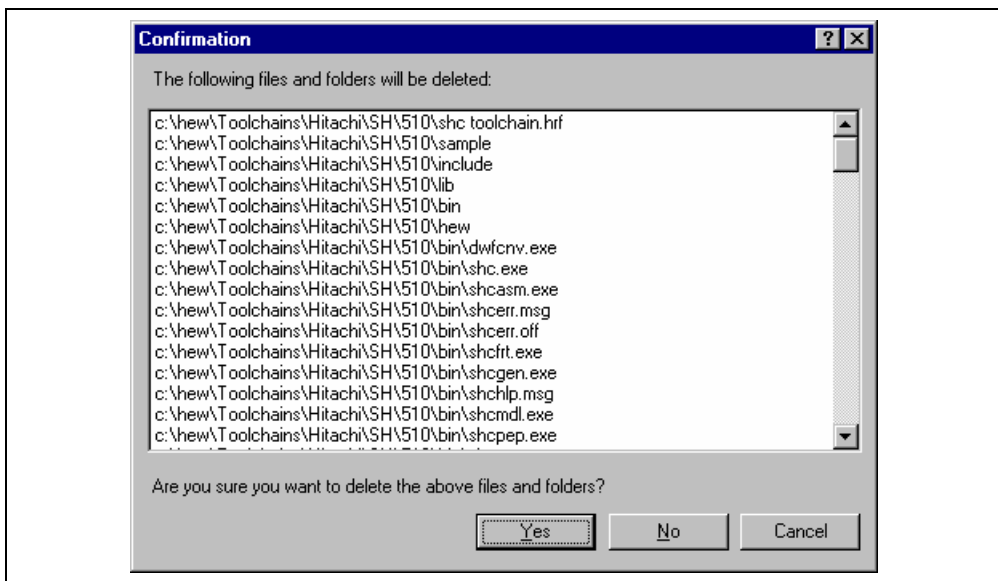 Confirmation
The following files and folders will be deleted:
c:\hew\Toolchains\Hitachi\SH\510\shc toolchain.hrf
c:\hew\Toolchains\Hitachi\SH\510\sample
c:\hew\Toolchains\Hitachi\SH\510\include
c:\hew\Toolchains\Hitachi\SH\510\lib
c:\hew\Toolchains\Hitachi\SH\510\bin
c:\hew\Toolchains\Hitachi\SH\510\hew
c:\hew\Toolchains\Hitachi\SH\510\bin\dwfcnv.exe
c:\hew\Toolchains\Hitachi\SH\510\bin\shc.exe
c:\hew\Toolchains\Hitachi\SH\510\bin\shcasm.exe
c:\hew\Toolchains\Hitachi\SH\510\bin\shcerr.msg
c:\hew\Toolchains\Hitachi\SH\510\bin\shcerr.off
c:\hew\Toolchains\Hitachi\SH\510\bin\shcfrt.exe
c:\hew\Toolchains\Hitachi\SH\510\bin\shcgen.exe
c:\hew\Toolchains\Hitachi\SH\510\bin\shchlp.msg
c:\hew\Toolchains\Hitachi\SH\510\bin\shcmdl.exe
c:\hew\Toolchains\Hitachi\SH\510\bin\shcpep.exe
Are you sure you want to delete the above files and folders?
Yes No Cancel